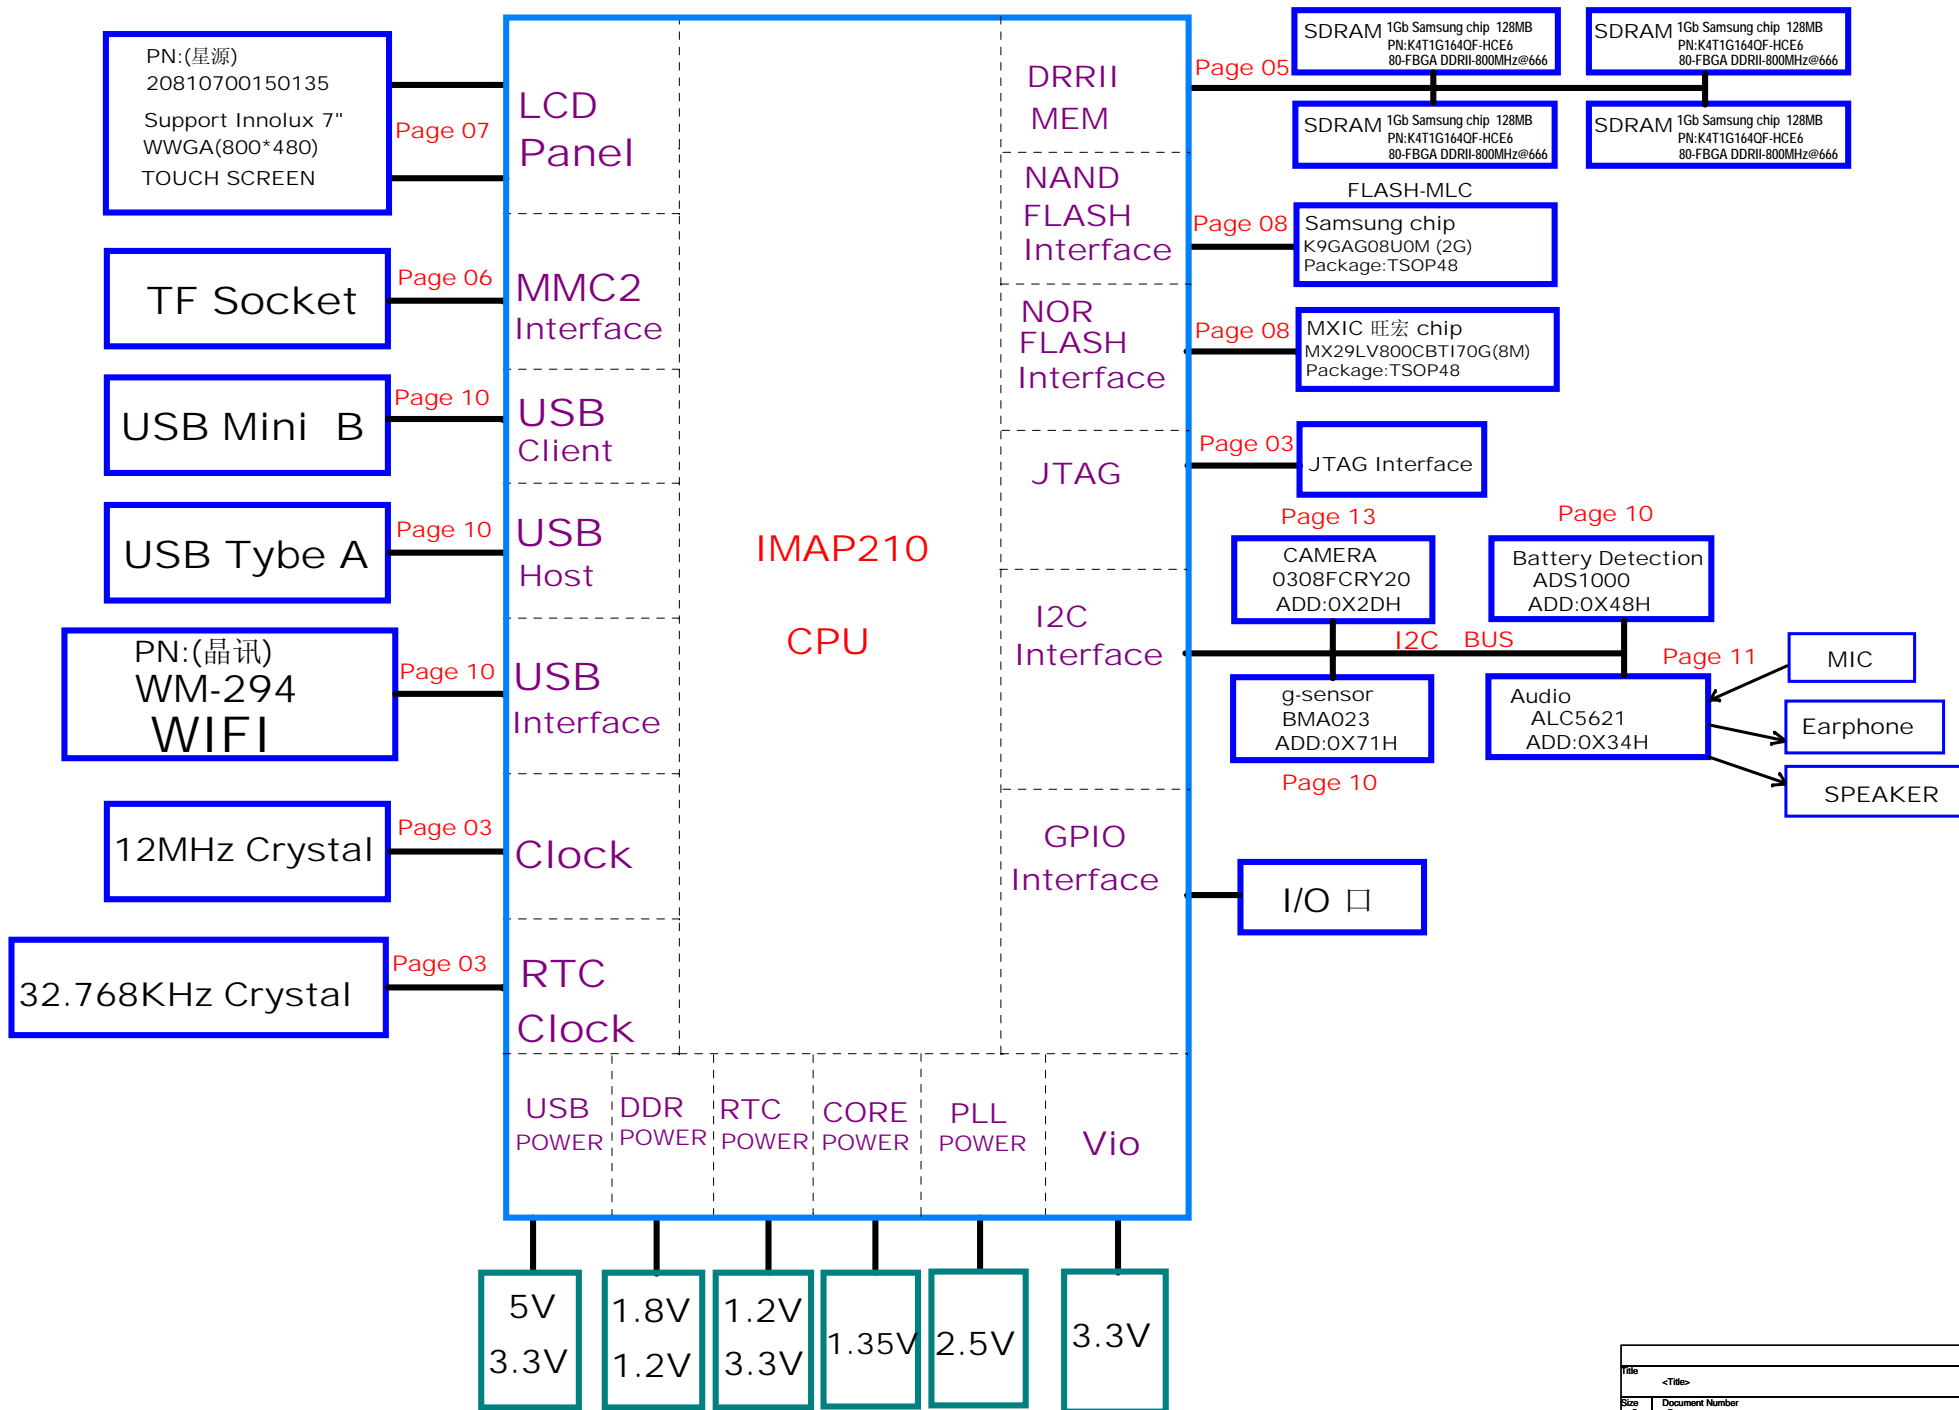 PN:(星源)
20810700150135
Support Innolux 7"
WWGA(800*480)
TOUCH SCREEN
Page 07
LCD
Panel
TF Socket
Page 06
MMC2
Interface
USB Mini B
Page 10
USB
Client
USB Tybe A
Page 10
USB
Host
PN:(晶讯)
WM-294
WIFI
Page 10
USB
Interface
12MHz Crystal
Page 03
Clock
32.768KHz Crystal
Page 03
RTC
Clock
IMAP210
CPU
DRRII
MEM
Page 05
SDRAM 1Gb Samsung chip 128MB
PN:K4T1G164QF-HCE6
80-FBGA DDRII-800MHz@666
SDRAM 1Gb Samsung chip 128MB
PN:K4T1G164QF-HCE6
80-FBGA DDRII-800MHz@666
SDRAM 1Gb Samsung chip 128MB
PN:K4T1G164QF-HCE6
80-FBGA DDRII-800MHz@666
SDRAM 1Gb Samsung chip 128MB
PN:K4T1G164QF-HCE6
80-FBGA DDRII-800MHz@666
NAND
FLASH
Interface
Page 08
FLASH-MLC
Samsung chip
K9GAG08U0M (2G)
Package:TSOP48
NOR
FLASH
Interface
Page 08
MXIC 旺宏 chip
MX29LV800CBTI70G(8M)
Package:TSOP48
JTAG
Page 03
JTAG Interface
I2C
Interface
I2C BUS
Page 13
CAMERA
0308FCRY20
ADD:0X2DH
Page 10
Battery Detection
ADS1000
ADD:0X48H
g-sensor
BMA023
ADD:0X71H
Page 10
Page 11
Audio
ALC5621
ADD:0X34H
MIC
Earphone
SPEAKER
GPIO
Interface
I/O 口
USB
POWER
DDR
POWER
RTC
POWER
CORE
POWER
PLL
POWER
Vio
5V
3.3V
1.8V
1.2V
1.2V
3.3V
1.35V
2.5V
3.3V
Title
<Title>
Size
Document Number